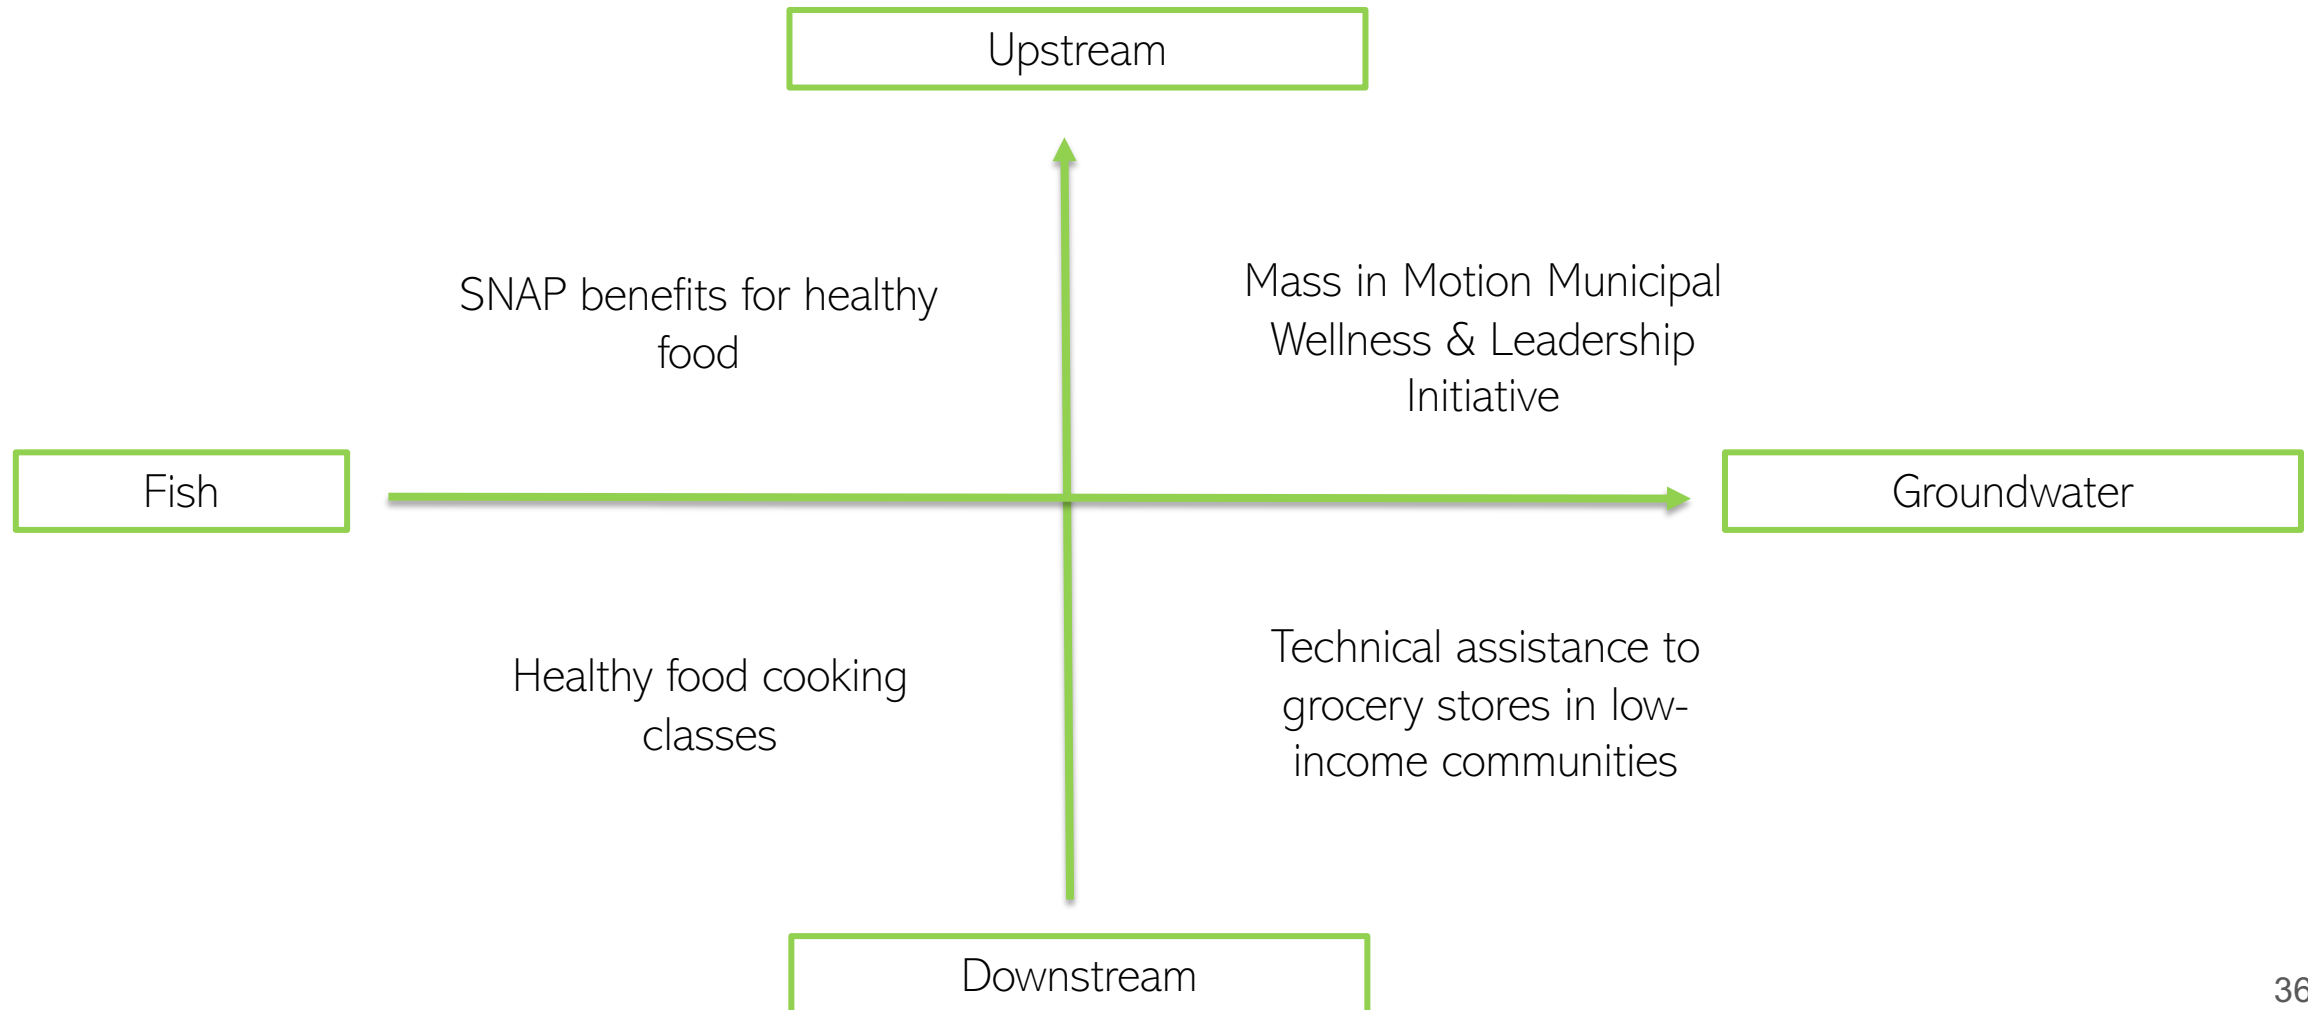 Upstream
SNAP benefits for healthy
food
Mass in Motion Municipal
Wellness & Leadership
Initiative
Fish
Groundwater
Healthy food cooking
classes
Technical assistance to
grocery stores in low-
income communities
Downstream
36